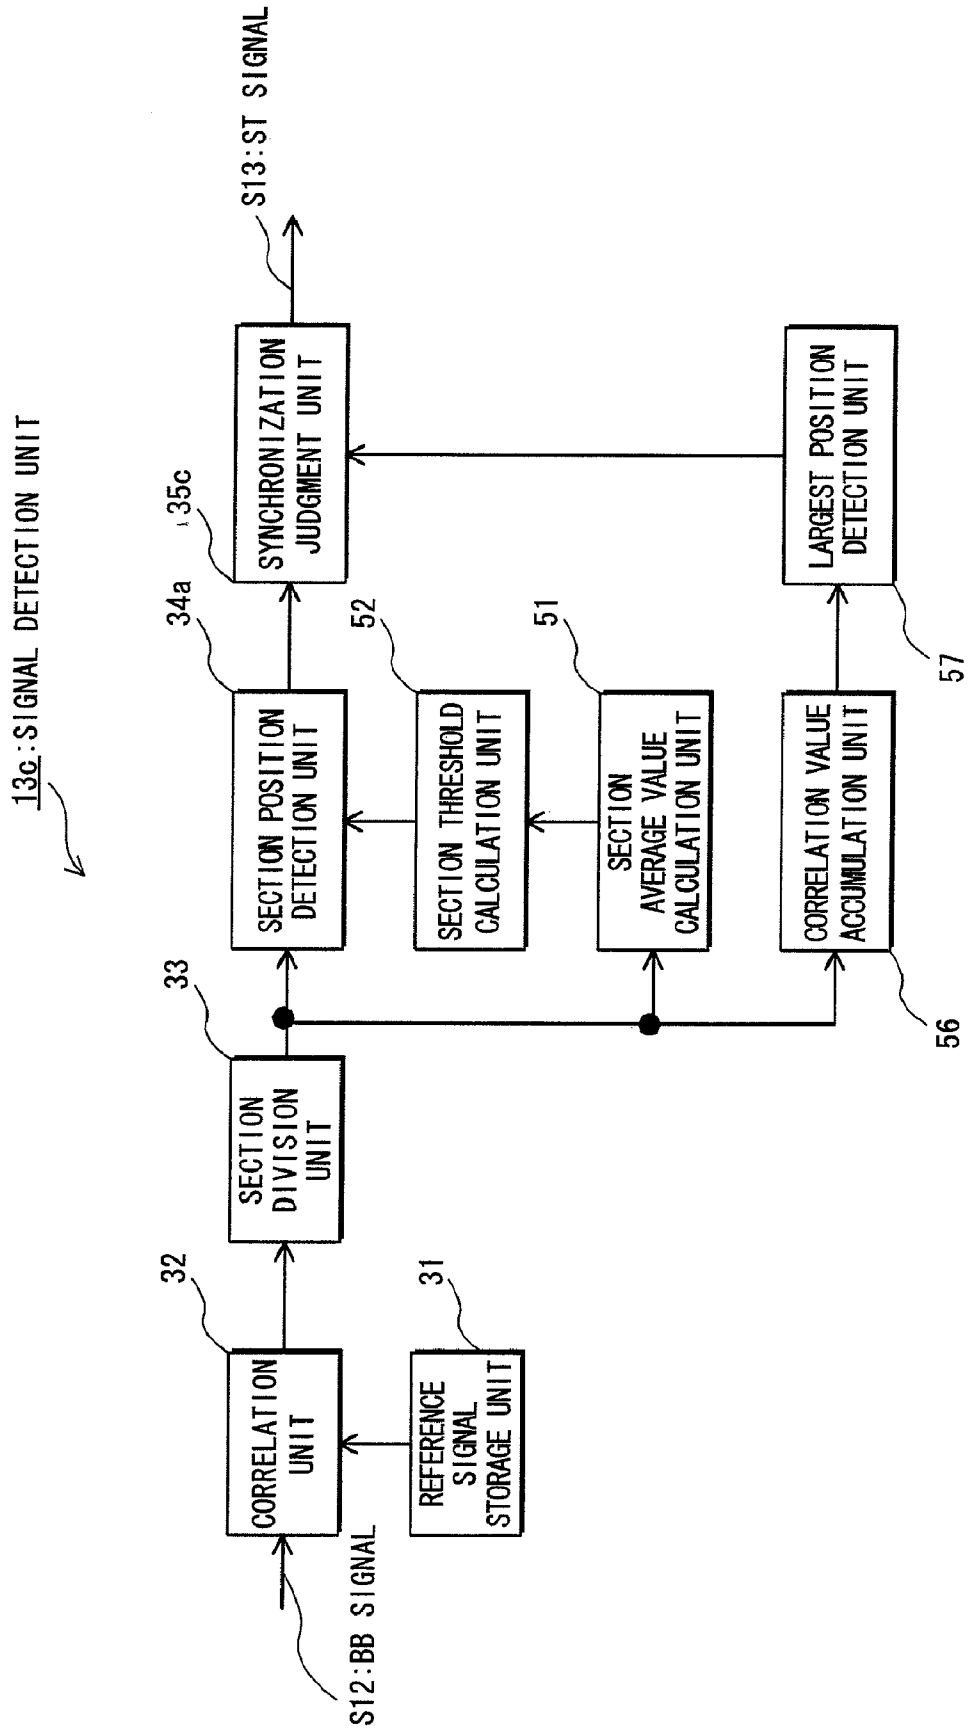 13c:SIGNAL DETECTION UNIT
S12:BB SIGNAL
32
CORRELATION
UNIT
31
REFERENCE
SIGNAL
STORAGE UNIT
33
SECTION
DIVISION
UNIT
34a
SECTION POSITION
DETECTION UNIT
52
SECTION THRESHOLD
CALCULATION UNIT
51
SECTION
AVERAGE VALUE
CALCULATION UNIT
CORRELATION VALUE
ACCUMULATION UNIT
56
35c
SYNCHRONIZATION
JUDGMENT UNIT
LARGEST POSITION
DETECTION UNIT
57
S13:ST SIGNAL